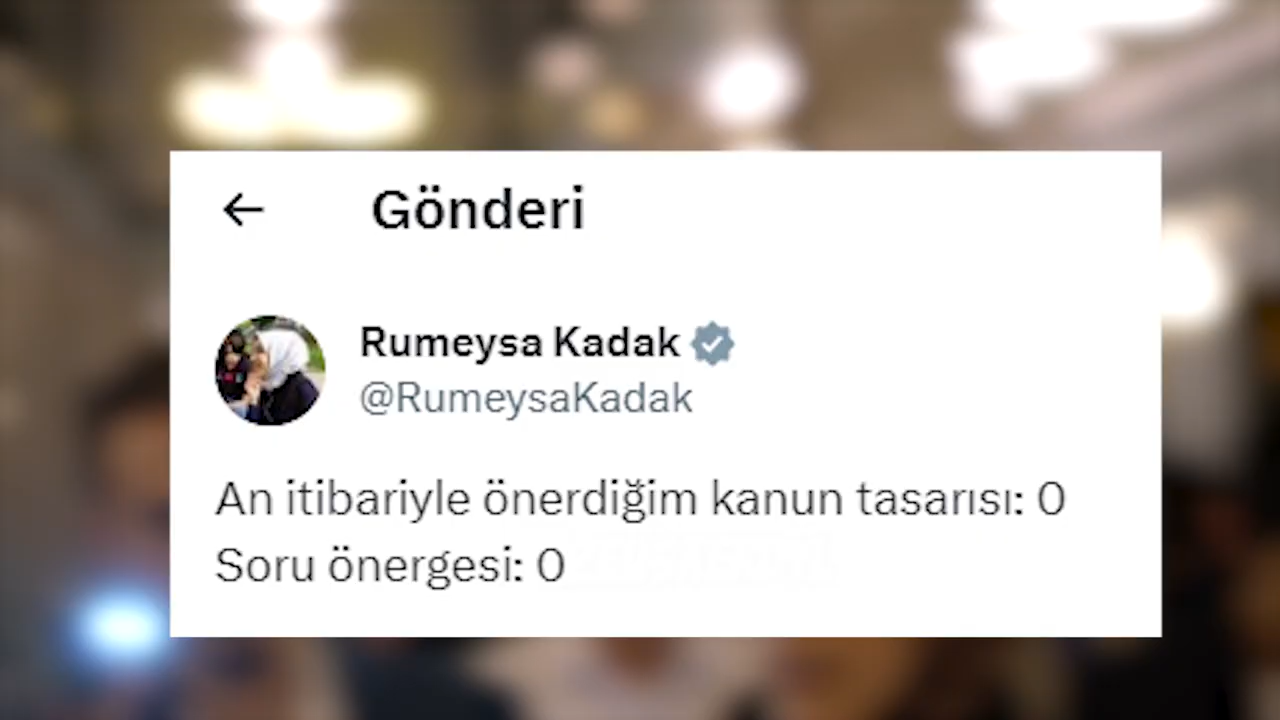 Gönderi
Rumeysa Kadak
@RumeysaKadak
An itibariyle önerdiğim kanun tasarısı: 0
Soru önergesi: 0